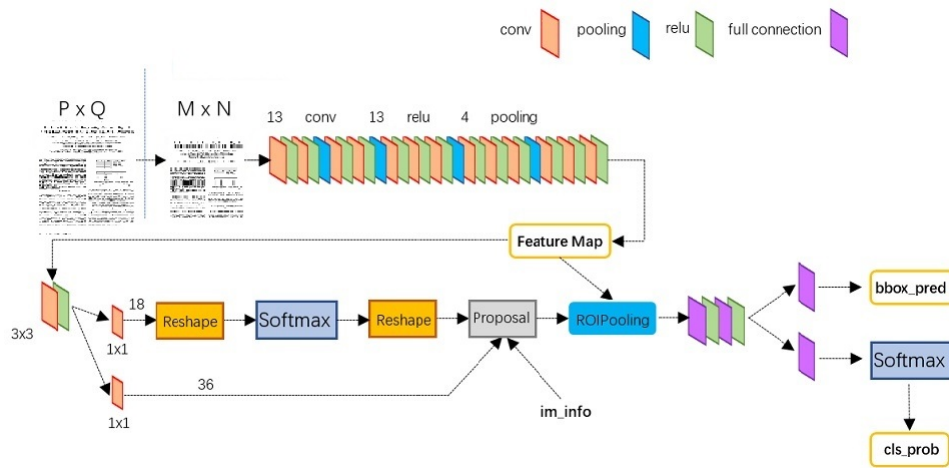 conv pooling relu full connection
P x Q M x N
13 conv 13 relu 4 pooling
Feature Map
3x3
18
1x1
Reshape
Softmax
Reshape
Proposal
ROIPooling
bbox_pred
Softmax
cls_prob
36
1x1
im_info